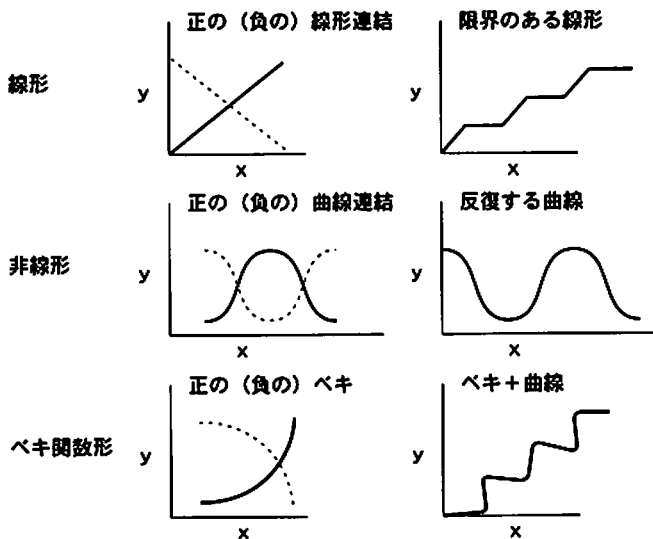 正の（負の）線形連結
限界のある線形
線形
y
x
y
x
正の（負の）曲線連結
反復する曲線
非線形
y
x
y
x
正の（負の）ベキ
ベキ＋曲線
ベキ関数形
y
x
y
x